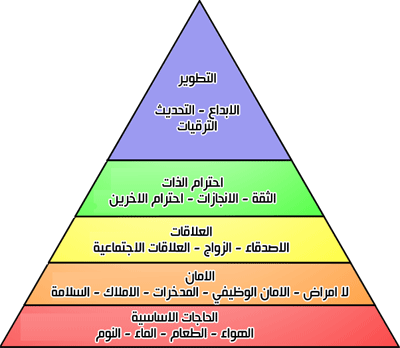 التطوير
الابداع - التحديث
الترقيات
احترام الذات
الثقة - الانجازات - احترام الاخرين
العلاقات
الاصدقاء - الزواج - العلاقات الاجتماعية
الامان
لا امراض - الامان الوظيفي - المدخرات - الاملاك - السلامة
الحاجات الاساسية
الهواء - الطعام - الماء - النوم